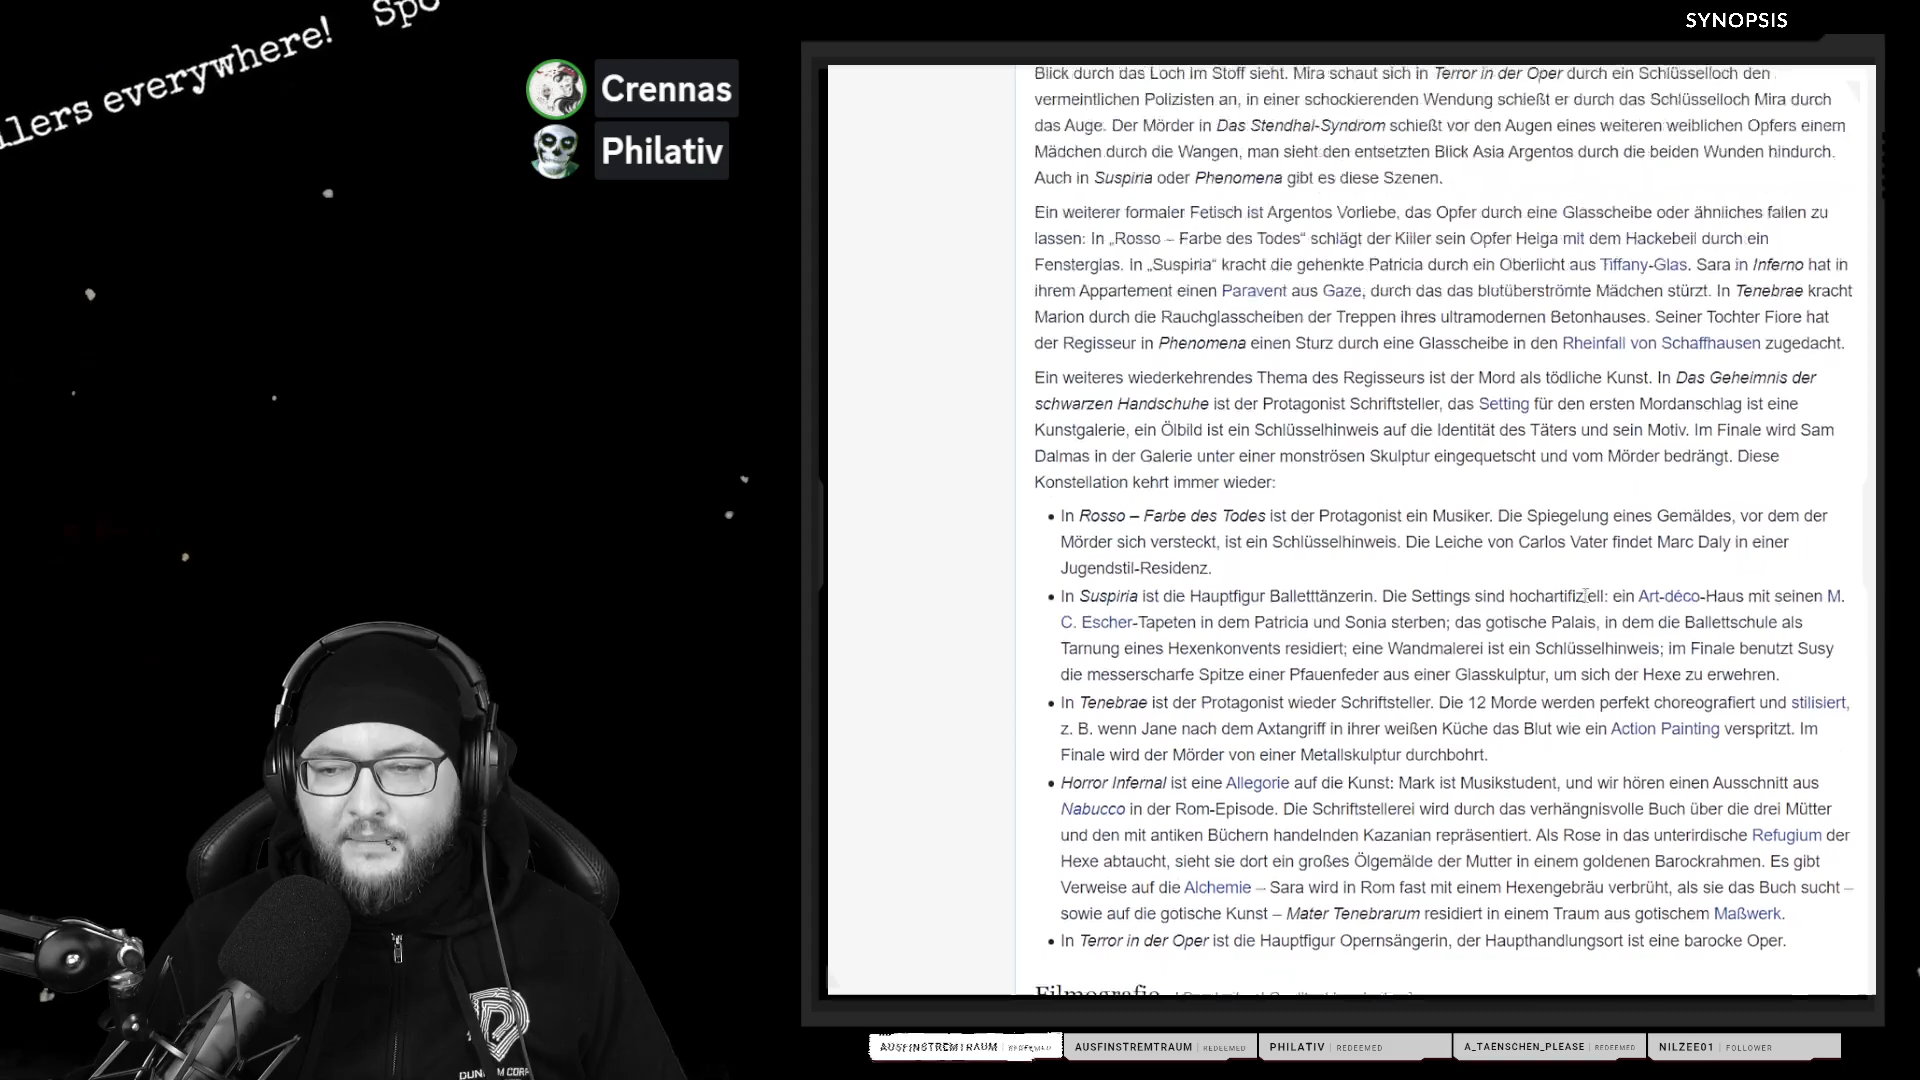 SYNOPSIS
llers everywhere! Spo
Crennas
Philativ
Blick durch das Loch im Stoff sieht. Mira schaut sich in Terror in der Oper durch ein Schlüsselloch den
vermeintlichen Polizisten an, in einer schockierenden Wendung schießt er durch das Schlüsselloch Mira durch
das Auge. Der Mörder in Das Stendhal-Syndrom schießt vor den Augen eines weiteren weiblichen Opfers einem
Mädchen durch die Wangen, man sieht den entsetzten Blick Asia Argentos durch die beiden Wunden hindurch.
Auch in Suspiria oder Phenomena gibt es diese Szenen.
Ein weiterer formaler Fetisch ist Argentos Vorliebe, das Opfer durch eine Glasscheibe oder ähnliches fallen zu
lassen: In „Rosso – Farbe des Todes“ schlägt der Killer sein Opfer Helga mit dem Hackebeil durch ein
Fensterglas. In „Suspiria“ kracht die gehenkte Patricia durch ein Oberlicht aus Tiffany-Glas. Sara in Inferno hat in
ihrem Appartement einen Paravent aus Gaze, durch das das blutüberströmte Mädchen stürzt. In Tenebrae kracht
Marion durch die Rauchglasscheiben der Treppen ihres ultramodernen Betonhauses. Seiner Tochter Fiore hat
der Regisseur in Phenomena einen Sturz durch eine Glasscheibe in den Rheinfall von Schaffhausen zugedacht.
Ein weiteres wiederkehrendes Thema des Regisseurs ist der Mord als tödliche Kunst. In Das Geheimnis der
schwarzen Handschuhe ist der Protagonist Schriftsteller, das Setting für den ersten Mordanschlag ist eine
Kunstgalerie, ein Ölbild ist ein Schlüsselhinweis auf die Identität des Täters und sein Motiv. Im Finale wird Sam
Dalmas in der Galerie unter einer monströsen Skulptur eingequetscht und vom Mörder bedrängt. Diese
Konstellation kehrt immer wieder:
• In Rosso – Farbe des Todes ist der Protagonist ein Musiker. Die Spiegelung eines Gemäldes, vor dem der
Mörder sich versteckt, ist ein Schlüsselhinweis. Die Leiche von Carlos Vater findet Marc Daly in einer
Jugendstil-Residenz.
• In Suspiria ist die Hauptfigur Balletttänzerin. Die Settings sind hochartifiziell: ein Art-déco-Haus mit seinen M.
C. Escher-Tapeten in dem Patricia und Sonia sterben; das gotische Palais, in dem die Ballettschule als
Tarnung eines Hexenkonvents residiert; eine Wandmalerei ist ein Schlüsselhinweis; im Finale benutzt Susy
die messerscharfe Spitze einer Pfauenfeder aus einer Glasskulptur, um sich der Hexe zu erwehren.
• In Tenebrae ist der Protagonist wieder Schriftsteller. Die 12 Morde werden perfekt choreografiert und stilisiert,
z. B. wenn Jane nach dem Axtangriff in ihrer weißen Küche das Blut wie ein Action Painting verspritzt. Im
Finale wird der Mörder von einer Metallskulptur durchbohrt.
• Horror Infernal ist eine Allegorie auf die Kunst: Mark ist Musikstudent, und wir hören einen Ausschnitt aus
Nabucco in der Rom-Episode. Die Schriftstellerei wird durch das verhängnisvolle Buch über die drei Mütter
und den mit antiken Büchern handelnden Kazanian repräsentiert. Als Rose in das unterirdische Refugium der
Hexe abtaucht, sieht sie dort ein großes Ölgemälde der Mutter in einem goldenen Barockrahmen. Es gibt
Verweise auf die Alchemie – Sara wird in Rom fast mit einem Hexengebräu verbrüht, als sie das Buch sucht –
sowie auf die gotische Kunst – Mater Tenebrarum residiert in einem Traum aus gotischem Maßwerk.
• In Terror in der Oper ist die Hauptfigur Opernsängerin, der Haupthandlungsort ist eine barocke Oper.
Filmografie
AUSFINSTREMTRAUM REDEEMED
AUSFINSTREMTRAUM REDEEMED
PHILATIV REDEEMED
A_TAENSCHEN_PLEASE REDEEMED
NILZEE01 FOLLOWER